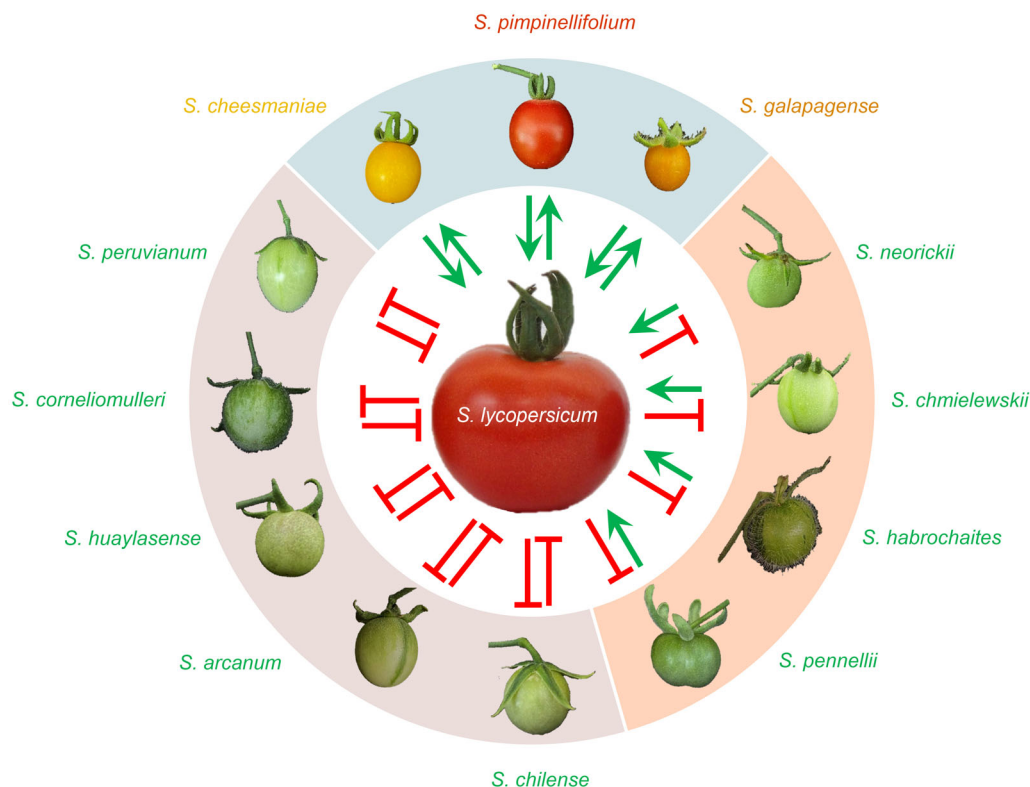 S. pimpinellifolium
S. cheesmaniae
S. galapagense
S. peruvianum
S. neorickii
S. corneliomulleri
S. lycopersicum
S. chmielewskii
S. huaylasense
S. habrochaites
S. arcanum
S. pennellii
S. chilense